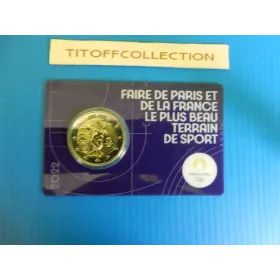 TITOFFCOLLECTION
FAIRE DE PARIS ET
DE LA FRANCE
LE PLUS BEAU
TERRAIN
DE SPORT
2022